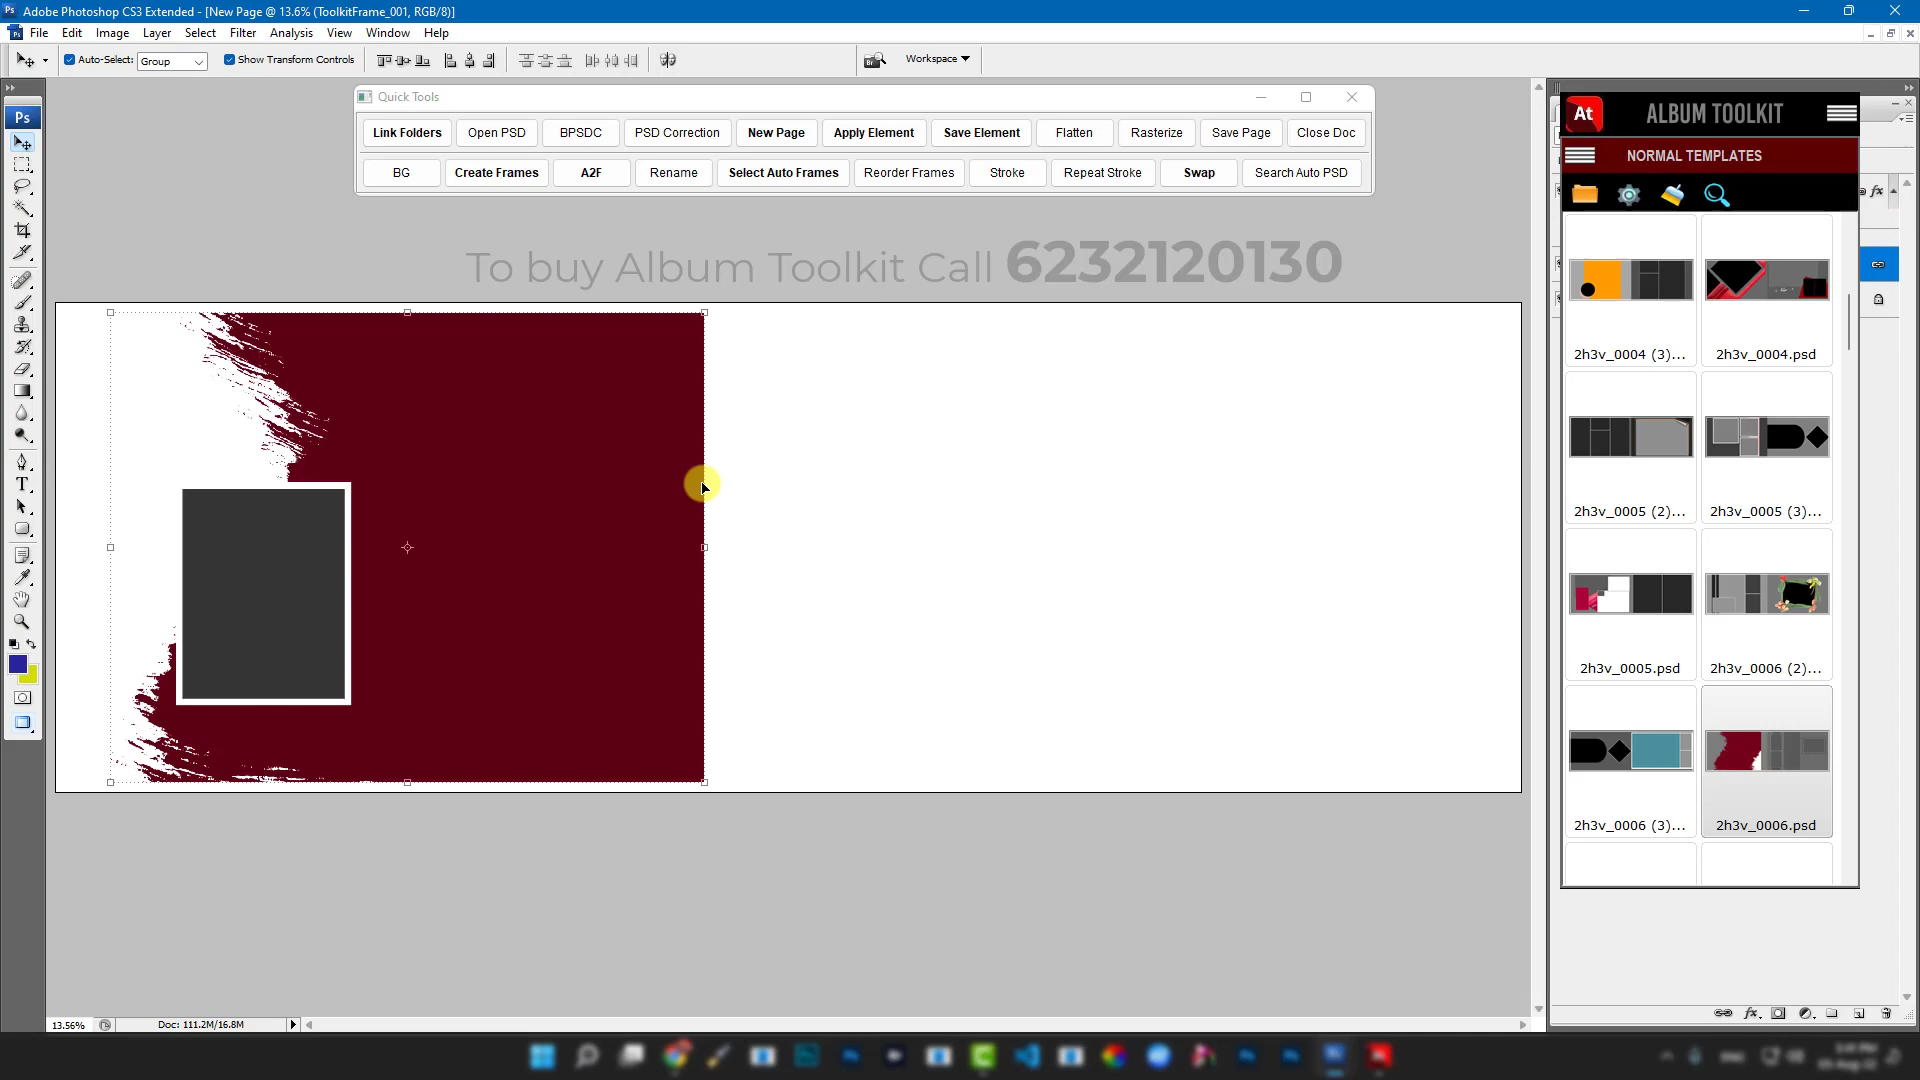 Adobe Photoshop CS3 Extended - [New Page @ 13.6% (ToolkitFrame_001, RGB/8)]
File Edit Image Layer Select Filter Analysis View Window Help
Auto-Select: Group Show Transform Controls Workspace
Quick Tools
Link Folders Open PSD BPSDC PSD Correction New Page Apply Element Save Element Flatten Rasterize Save Page Close Doc
BG Create Frames A2F Rename Select Auto Frames Reorder Frames Stroke Repeat Stroke Swap Search Auto PSD
To buy Album Toolkit Call 6232120130
Ps
At ALBUM TOOLKIT
NORMAL TEMPLATES
2h3v_0004 (3)... 2h3v_0004.psd
2h3v_0005 (2)... 2h3v_0005 (3)...
2h3v_0005.psd 2h3v_0006 (2)...
2h3v_0006 (3)... 2h3v_0006.psd
13.56% Doc: 111.2M/16.8M